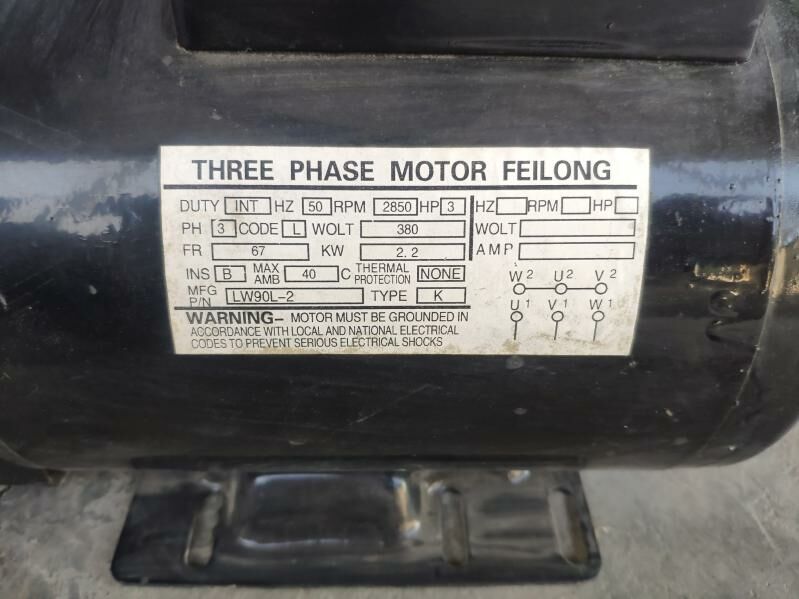 THREE PHASE MOTOR FEILONG
DUTY INT HZ 50 RPM 2850 HP 3 HZ RPM HP
PH 3 CODE L WOLT 380 WOLT
FR 67 KW 2.2 AMP
INS B MAX AMB 40 C THERMAL PROTECTION NONE
MFG P/N LW90L-2 TYPE K
W2 U2 V2
U1 V1 W1
WARNING- MOTOR MUST BE GROUNDED IN
ACCORDANCE WITH LOCAL AND NATIONAL ELECTRICAL
CODES TO PREVENT SERIOUS ELECTRICAL SHOCKS